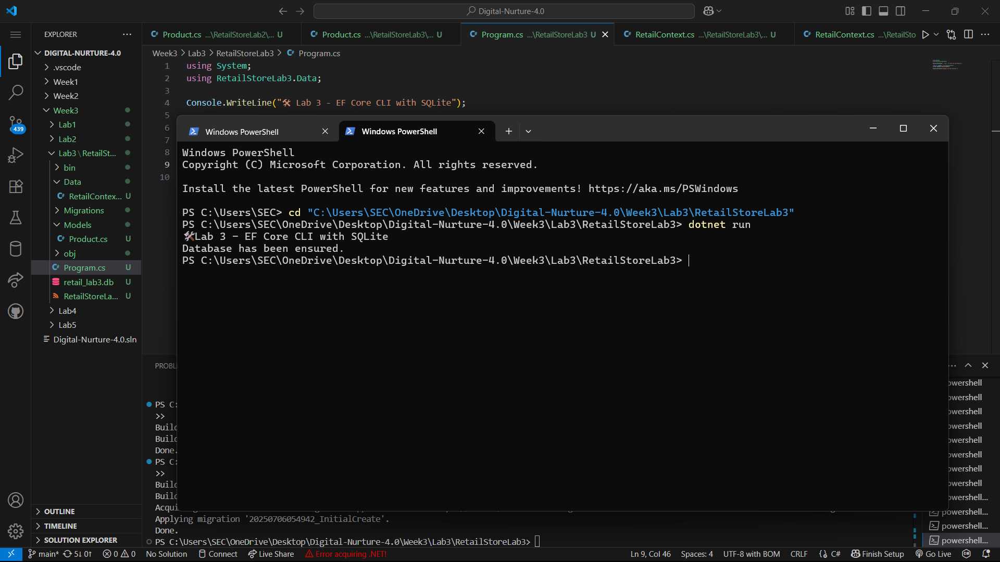 Digital-Nurture-4.0
EXPLORER
DIGITAL-NURTURE-4.0
.vscode
Week1
Week2
Week3
Lab1
Lab2
Lab3\RetailSt...
bin
Data
RetailContex... U
Migrations
Models
Product.cs U
obj
Program.cs U
retail_lab3.db U
RetailStoreLa... U
Lab4
Lab5
Digital-Nurture-4.0.sln
OUTLINE
TIMELINE
SOLUTION EXPLORER
439
Product.cs ...\RetailStoreLab2\... U
Product.cs ...\RetailStoreLab3\... U
Program.cs ...\RetailStoreLab3 U
RetailContext.cs ...\RetailStoreLab3\... U
RetailContext.cs ...\RetailSto
Week3 > Lab3 > RetailStoreLab3 > Program.cs
1 using System;
2 using RetailStoreLab3.Data;
3
4 Console.WriteLine("🛠 Lab 3 - EF Core CLI with SQLite");
5
6
7
8
9
10
Windows PowerShell
Windows PowerShell
Windows PowerShell
Copyright (C) Microsoft Corporation. All rights reserved.
Install the latest PowerShell for new features and improvements! https://aka.ms/PSWindows
PS C:\Users\SEC> cd "C:\Users\SEC\OneDrive\Desktop\Digital-Nurture-4.0\Week3\Lab3\RetailStoreLab3"
PS C:\Users\SEC\OneDrive\Desktop\Digital-Nurture-4.0\Week3\Lab3\RetailStoreLab3> dotnet run
🛠Lab 3 - EF Core CLI with SQLite
Database has been ensured.
PS C:\Users\SEC\OneDrive\Desktop\Digital-Nurture-4.0\Week3\Lab3\RetailStoreLab3>
PROBL
PS C:
>>
Build
Build
Done.
PS C:
>>
Build
Build
Acqui
Applying migration '20250706054942_InitialCreate'.
Done.
PS C:\Users\SEC\OneDrive\Desktop\Digital-Nurture-4.0\Week3\Lab3\RetailStoreLab3>
owershell
owershell
owershell
owershell
owershell
owershell
owershell
owershell
owershell...
powershell...
powershell...
powershell...
main* 5↓ 0↑ 0 0 No Solution Connect Live Share Error acquiring .NET! Ln 9, Col 46 Spaces: 4 UTF-8 with BOM CRLF {} C# Finish Setup Go Live